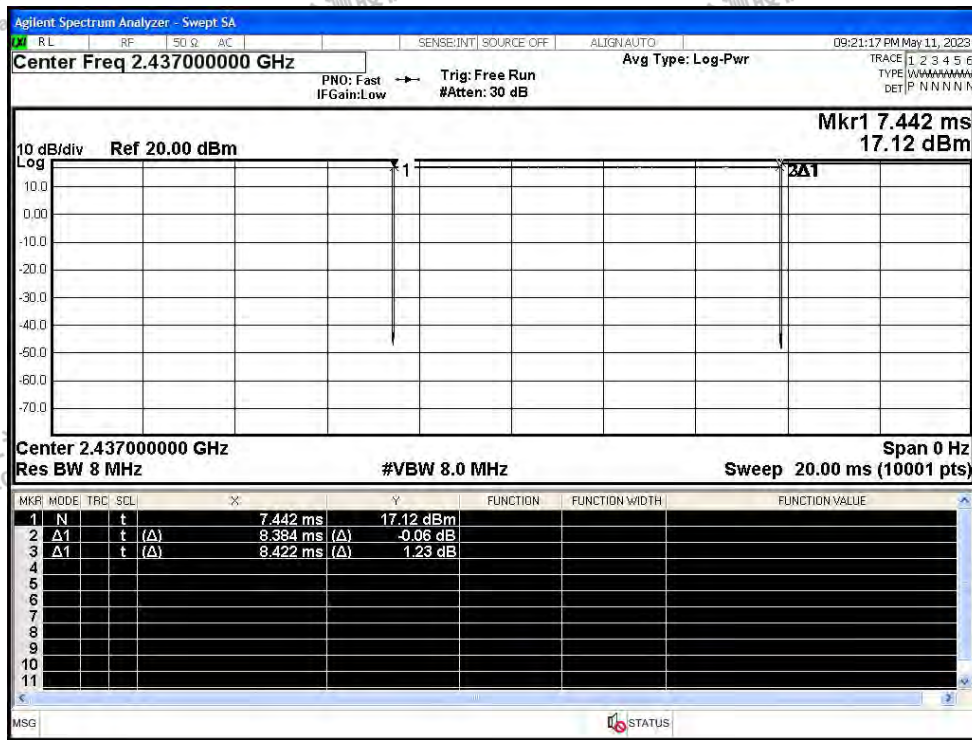 Agilent Spectrum Analyzer - Swept SA
LXI RL RF 50 Ω AC SENSE:INT SOURCE OFF ALIGNAUTO 09:21:17 PM May 11, 2023
Center Freq 2.437000000 GHz
PNO: Fast
IFGain:Low
Trig: Free Run
#Atten: 30 dB
Avg Type: Log-Pwr
TRACE 1 2 3 4 5 6
TYPE
DET P N N N N N
Mkr1 7.442 ms
17.12 dBm
10 dB/div Ref 20.00 dBm
Log
10.0
0.00
-10.0
-20.0
-30.0
-40.0
-50.0
-60.0
-70.0
1
Center 2.437000000 GHz Span 0 Hz
Res BW 8 MHz #VBW 8.0 MHz Sweep 20.00 ms (10001 pts)
MKR MODE TRC SCL X Y FUNCTION FUNCTION WIDTH FUNCTION VALUE
1 N t 7.442 ms 17.12 dBm
2 Δ1 t (Δ) 8.384 ms (Δ) -0.06 dB
3 Δ1 t (Δ) 8.422 ms (Δ) 1.23 dB
4
5
6
7
8
9
10
11
MSG STATUS